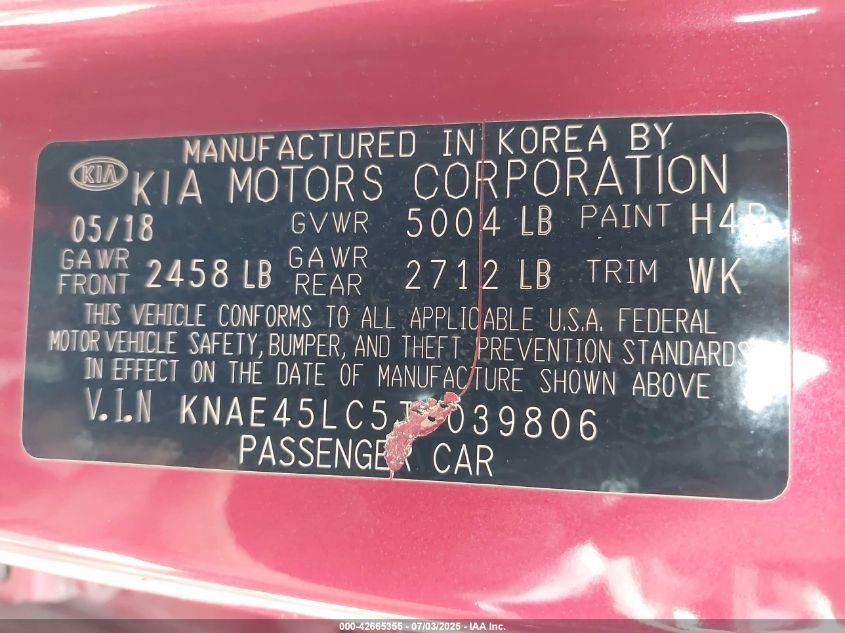 MANUFACTURED IN KOREA BY
KIA KIA MOTORS CORPORATION
05/18 GVWR 5004 LB PAINT
GAWR FRONT 2458 LB GAWR REAR 2712 LB TRIM WK
THIS VEHICLE CONFORMS TO ALL APPLICABLE U.S.A. FEDERAL
MOTOR VEHICLE SAFETY, BUMPER, AND THEFT PREVENTION STANDARDS
IN EFFECT ON THE DATE OF MANUFACTURE SHOWN ABOVE
V.I.N
PASSENGER CAR
000-42665355 - 07/03/2025 - IAA Inc.